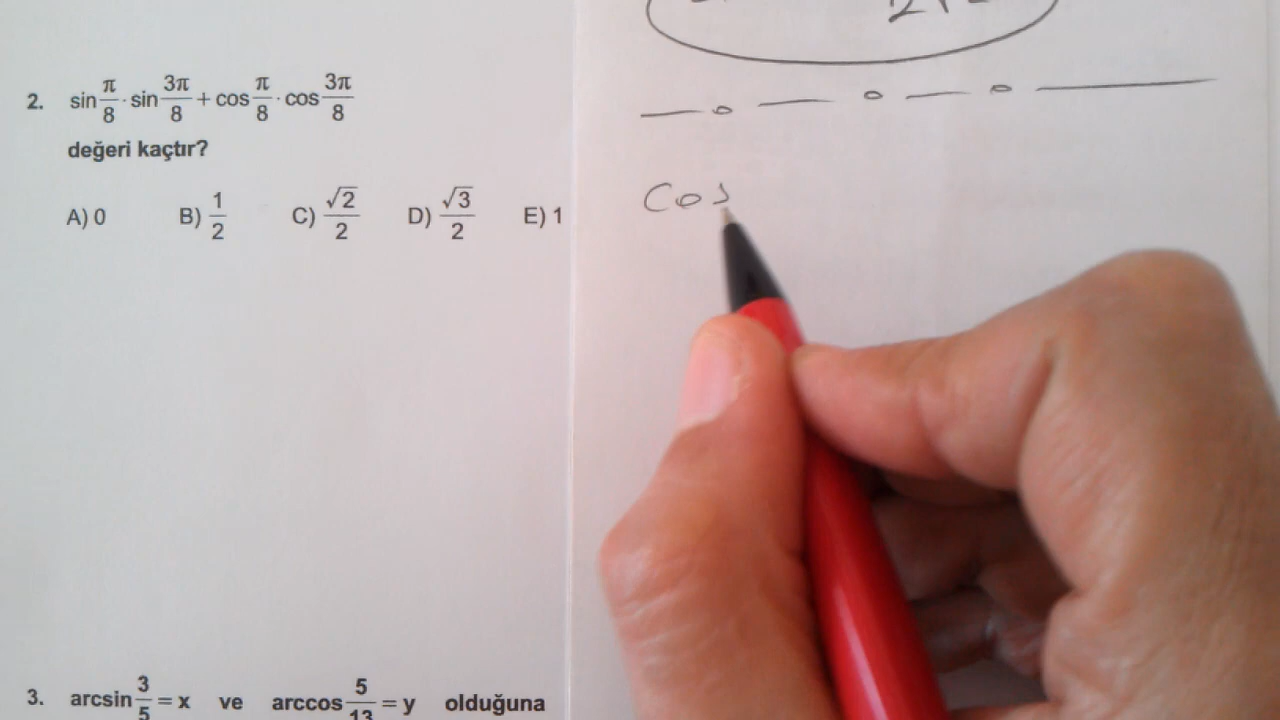 2. sin π/8 · sin 3π/8 + cos π/8 · cos 3π/8
değeri kaçtır?
A) 0 B) 1/2 C) √2/2 D) √3/2 E) 1
Cos
3. arcsin 3/5 = x ve arccos 5/13 = y olduğuna